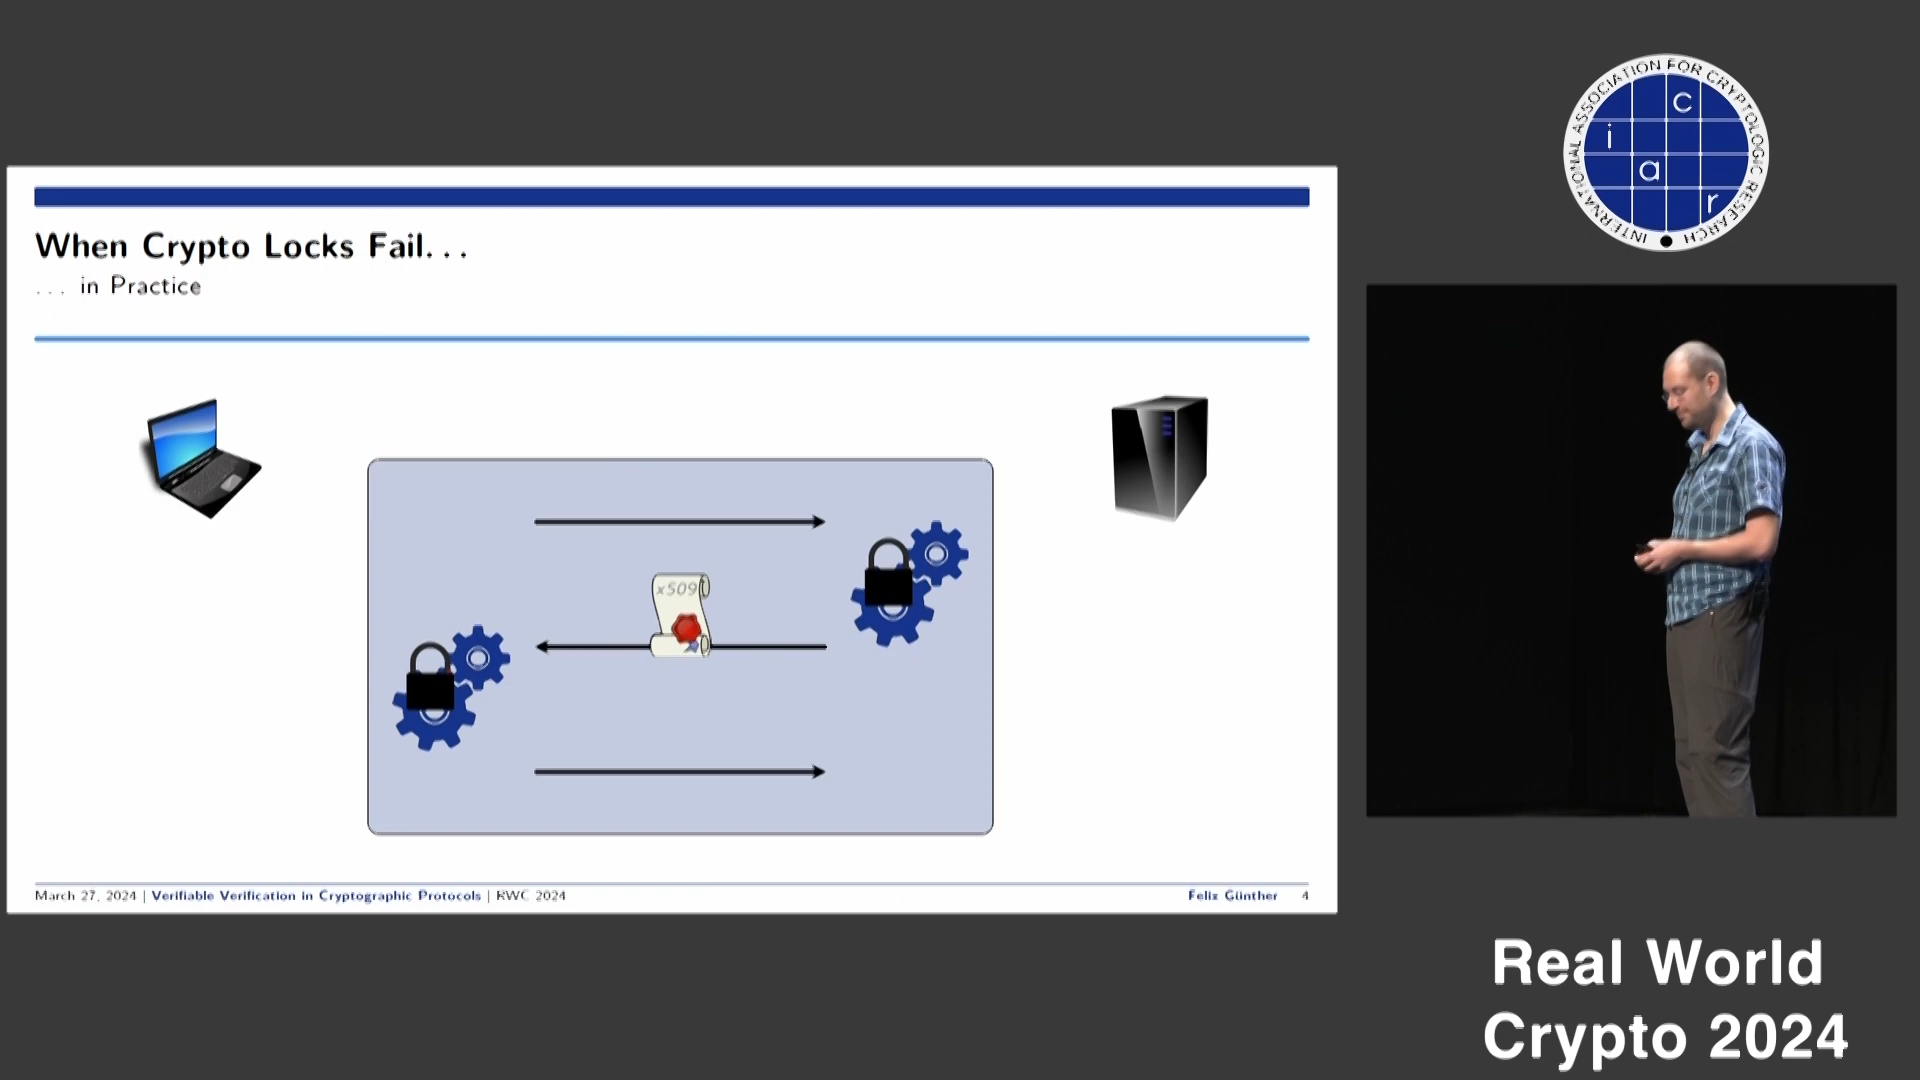 When Crypto Locks Fail. . .
. . . in Practice
x509
March 27, 2024 | Verifiable Verification in Cryptographic Protocols | RWC 2024
Felix Günther 4
INTERNATIONAL ASSOCIATION FOR CRYPTOLOGIC RESEARCH
c
i
a
r
Real World
Crypto 2024